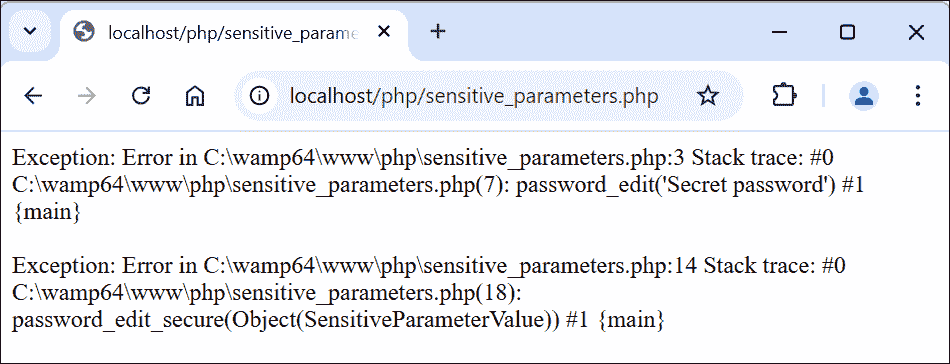 localhost/php/sensitive_parame
localhost/php/sensitive_parameters.php
Exception: Error in C:\wamp64\www\php\sensitive_parameters.php:3 Stack trace: #0
C:\wamp64\www\php\sensitive_parameters.php(7): password_edit('Secret password') #1
{main}
Exception: Error in C:\wamp64\www\php\sensitive_parameters.php:14 Stack trace: #0
C:\wamp64\www\php\sensitive_parameters.php(18):
password_edit_secure(Object(SensitiveParameterValue)) #1 {main}